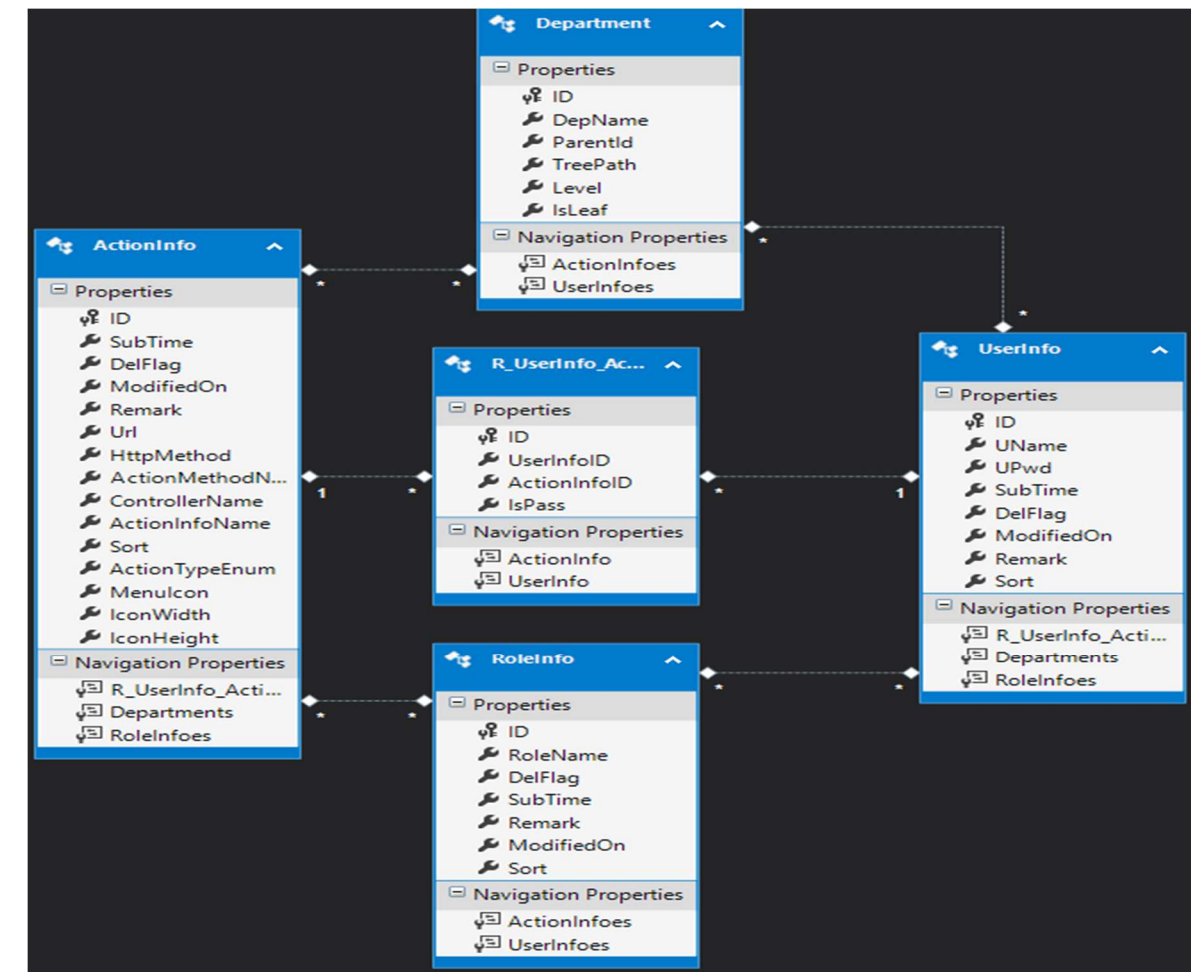 Department
Properties
ID
DepName
ParentId
TreePath
Level
IsLeaf
Navigation Properties
ActionInfoes
UserInfoes
*
*
ActionInfo
Properties
ID
SubTime
DelFlag
ModifiedOn
Remark
Url
HttpMethod
ActionMethodN...
ControllerName
ActionInfoName
Sort
ActionTypeEnum
MenuIcon
IconWidth
IconHeight
Navigation Properties
R_UserInfo_Acti...
Departments
RoleInfoes
*
*
1
*
*
*
R_UserInfo_Ac...
Properties
ID
UserInfoID
ActionInfoID
IsPass
Navigation Properties
ActionInfo
UserInfo
*
1
UserInfo
Properties
ID
UName
UPwd
SubTime
DelFlag
ModifiedOn
Remark
Sort
Navigation Properties
R_UserInfo_Acti...
Departments
RoleInfoes
RoleInfo
Properties
ID
RoleName
DelFlag
SubTime
Remark
ModifiedOn
Sort
Navigation Properties
ActionInfoes
UserInfoes
*
*